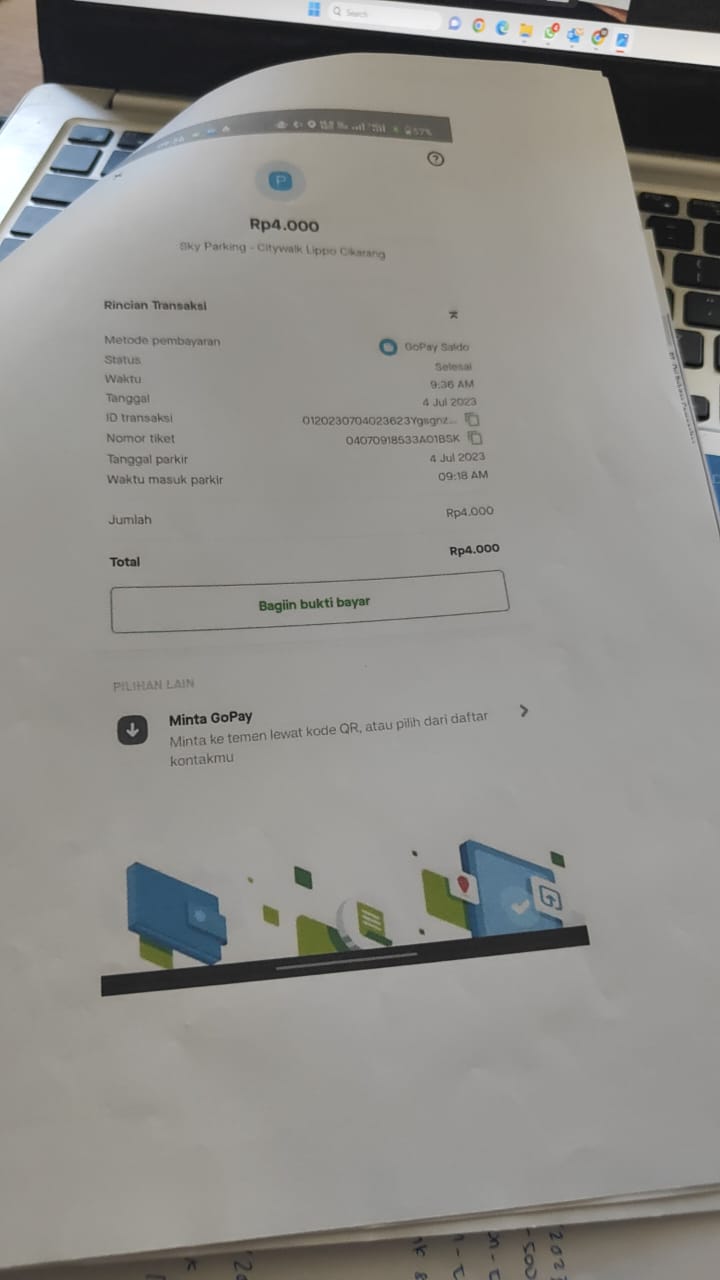 Search
57%
P
Rp4.000
Sky Parking - Citywalk Lippo Cikarang
Rincian Transaksi
Metode pembayaran GoPay Saldo
Status Selesai
Waktu 9:36 AM
Tanggal 4 Jul 2023
ID transaksi 0120230704023623Ygsgnz...
Nomor tiket 04070918533A01BSK
Tanggal parkir 4 Jul 2023
Waktu masuk parkir 09:18 AM
Jumlah Rp4.000
Total Rp4.000
Bagiin bukti bayar
PILIHAN LAIN
Minta GoPay
Minta ke temen lewat kode QR, atau pilih dari daftar
kontakmu